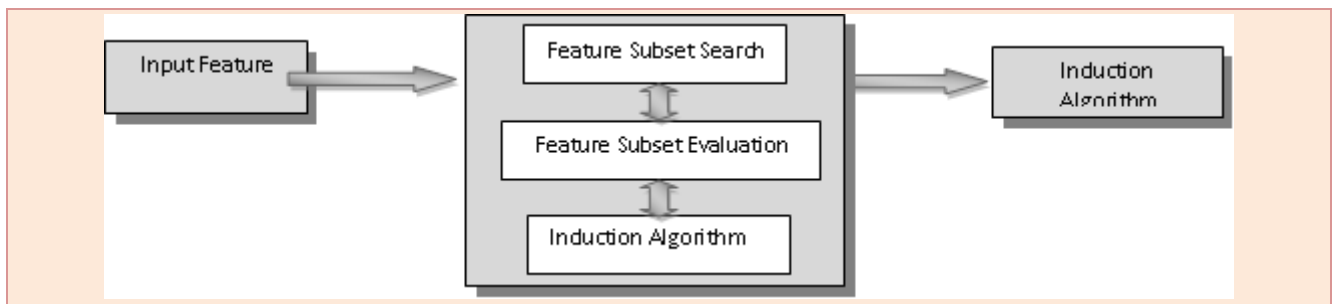 Input Feature
Feature Subset Search
Feature Subset Evaluation
Induction Algorithm
Induction
Algorithm